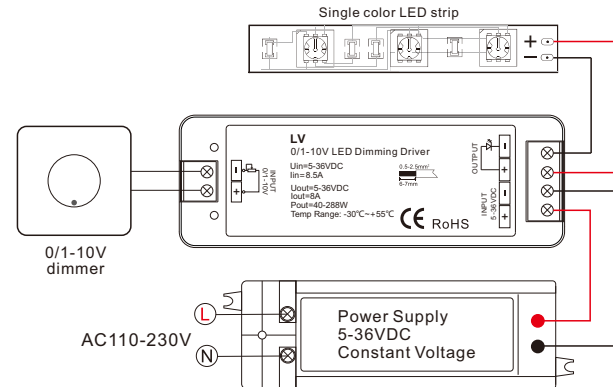 Single color LED strip
+
−
LV
0/1-10V LED Dimming Driver
Uin=5-36VDC
Iin=8.5A
Uout=5-36VDC
Iout=8A
Pout=40-288W
Temp Range: -30℃~+55℃
0.5-2.5mm²
6-7mm
CE RoHS
INPUT
0/1-10V
−
+
OUTPUT
−
+
INPUT
5-36VDC
−
+
0/1-10V
dimmer
AC110-230V
L
N
Power Supply
5-36VDC
Constant Voltage